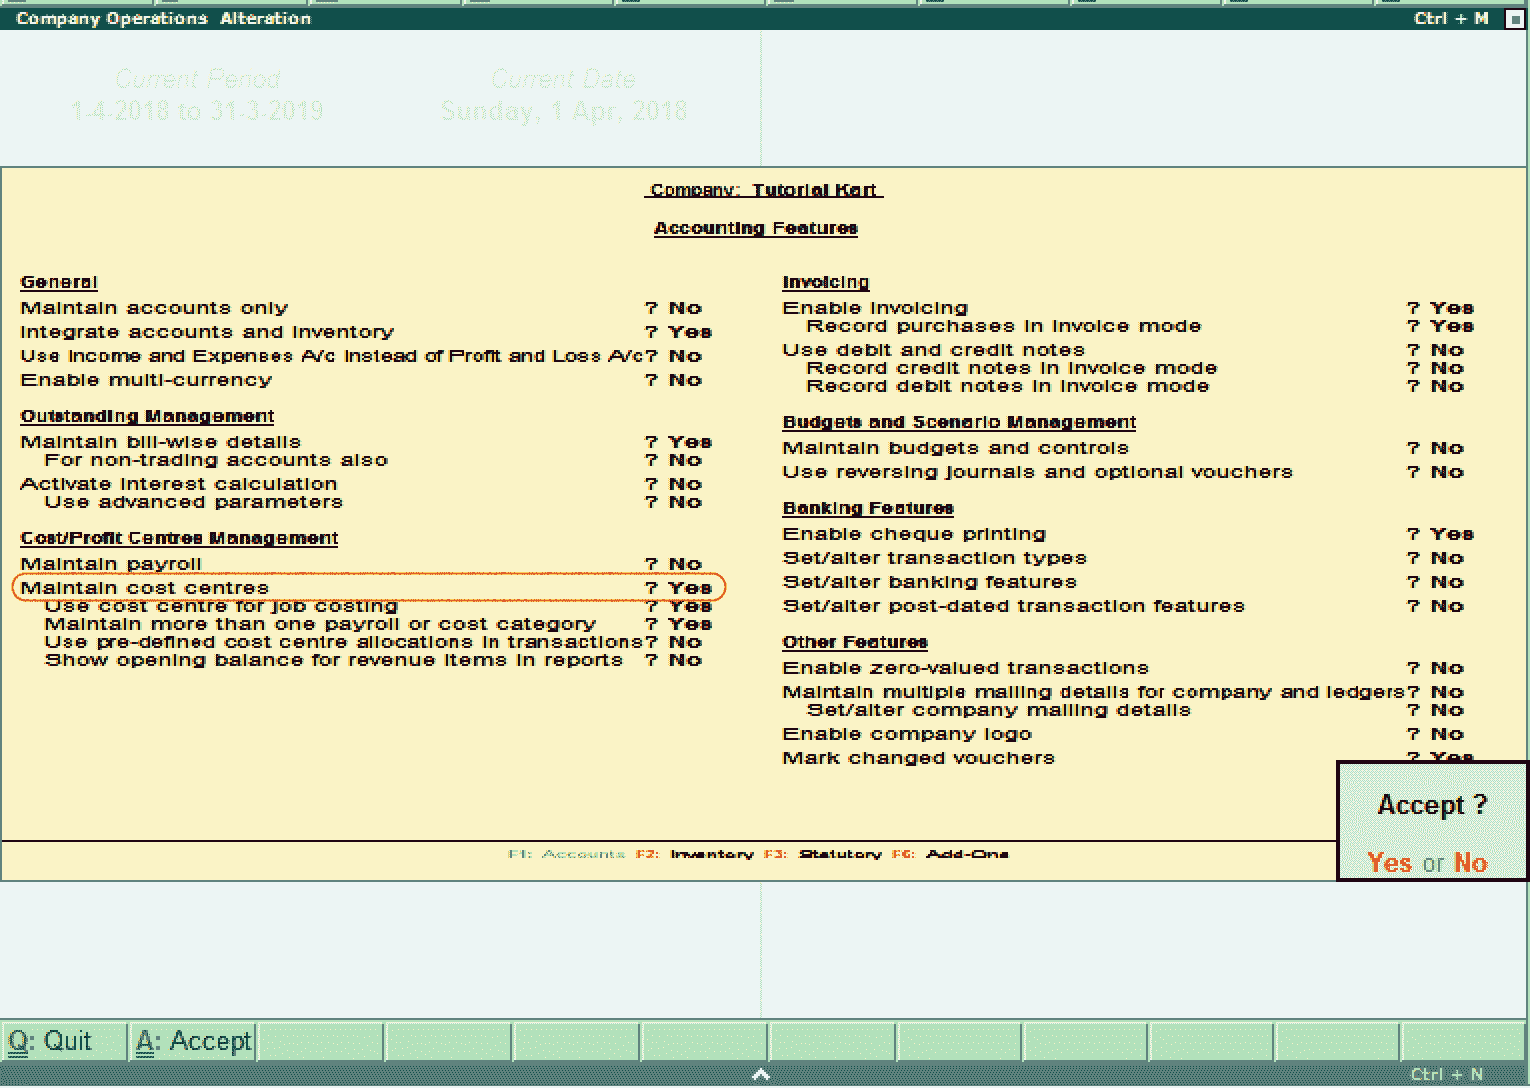 Company Operations Alteration Ctrl + M
Current Period Current Date
1-4-2018 to 31-3-2019 Sunday, 1 Apr, 2018
Company: Tutorial Kart
Accounting Features
General
Maintain accounts only ? No
Integrate accounts and inventory ? Yes
Use Income and Expenses A/c instead of Profit and Loss A/c ? No
Enable multi-currency ? No
Outstanding Management
Maintain bill-wise details ? Yes
For non-trading accounts also ? No
Activate interest calculation ? No
Use advanced parameters ? No
Cost/Profit Centres Management
Maintain payroll ? No
Maintain cost centres ? Yes
Use cost centre for job costing ? Yes
Maintain more than one payroll or cost category ? Yes
Use pre-defined cost centre allocations in transactions ? No
Show opening balance for revenue items in reports ? No
Invoicing
Enable invoicing ? Yes
Record purchases in invoice mode ? Yes
Use debit and credit notes ? No
Record credit notes in invoice mode ? No
Record debit notes in invoice mode ? No
Budgets and Scenario Management
Maintain budgets and controls ? No
Use reversing journals and optional vouchers ? No
Banking Features
Enable cheque printing ? Yes
Set/alter transaction types ? No
Set/alter banking features ? No
Set/alter post-dated transaction features ? No
Other Features
Enable zero-valued transactions ? No
Maintain multiple mailing details for company and ledgers ? No
Set/alter company mailing details ? No
Enable company logo ? No
Mark changed vouchers ? Yes
Accept ?
Yes or No
F1: Accounts F2: Inventory F3: Statutory F6: Add-Ons
Q: Quit A: Accept
Ctrl + N